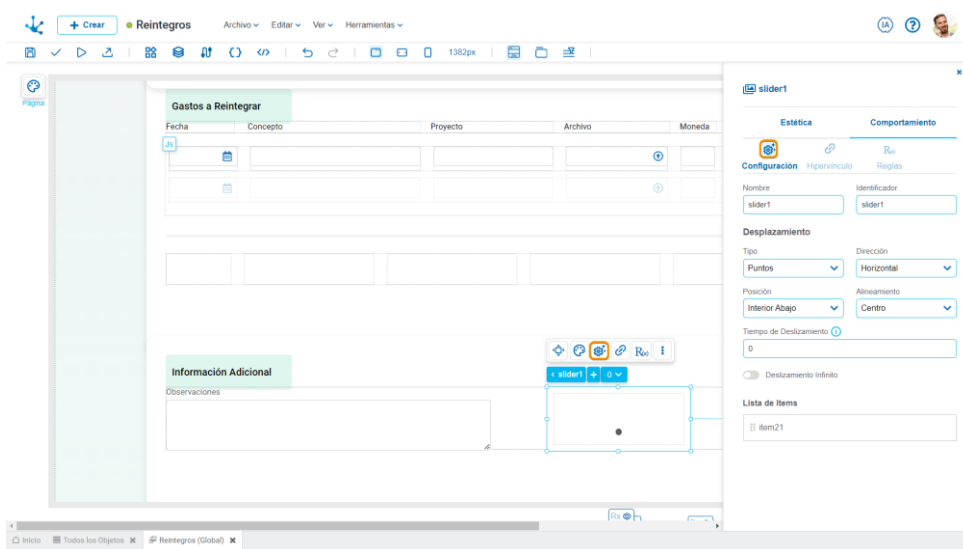 + Crear
Reintegros
Archivo
Editar
Ver
Herramientas
IA
?
1382px
Página
Gastos a Reintegrar
Fecha
Concepto
Proyecto
Archivo
Moneda
Js
Información Adicional
Observaciones
R(x)
slider1
+
0
Rx
slider1
Estética
Comportamiento
Configuración
Hipervínculo
R(x)
Reglas
Nombre
Identificador
slider1
slider1
Desplazamiento
Tipo
Dirección
Puntos
Horizontal
Posición
Alineamiento
Interior Abajo
Centro
Tiempo de Deslizamiento
0
Deslizamiento Infinito
Lista de Items
item21
Inicio
Todos los Objetos
Reintegros (Global)